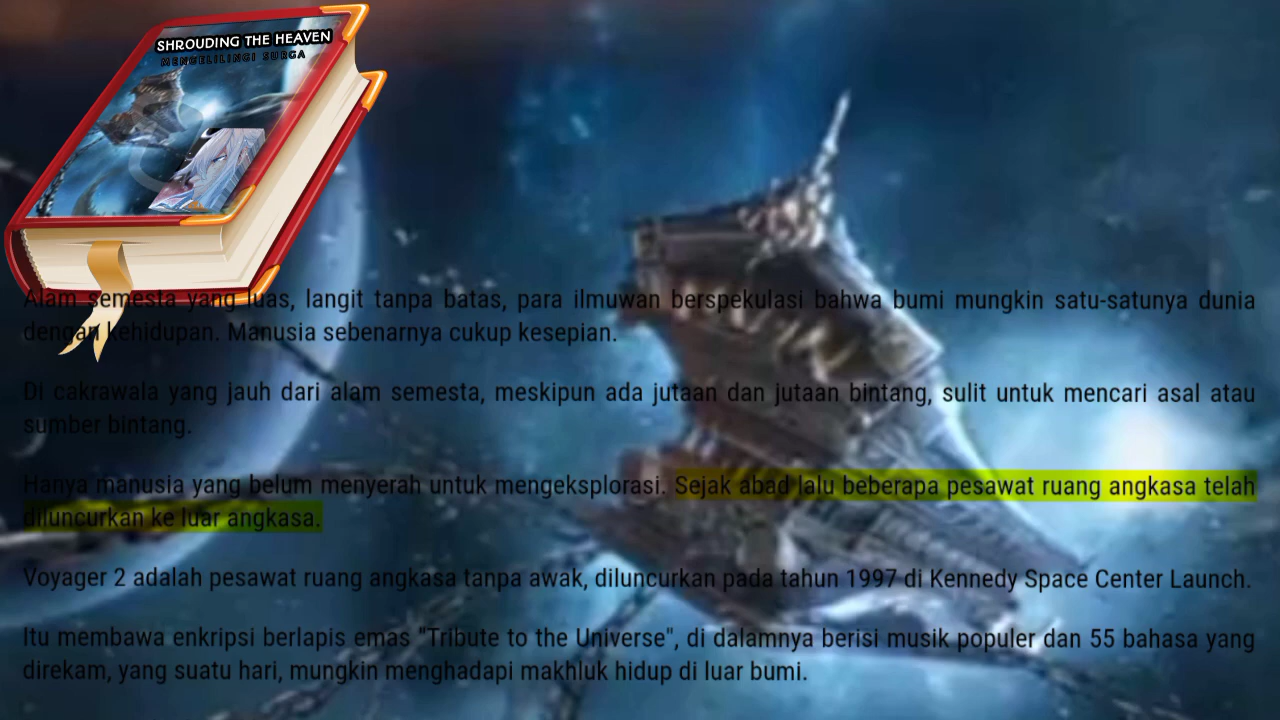 SHROUDING THE HEAVEN
MENGELILINGI SURGA
Alam semesta yang luas, langit tanpa batas, para ilmuwan berspekulasi bahwa bumi mungkin satu-satunya dunia
dengan kehidupan. Manusia sebenarnya cukup kesepian.
Di cakrawala yang jauh dari alam semesta, meskipun ada jutaan dan jutaan bintang, sulit untuk mencari asal atau
sumber bintang.
Hanya manusia yang belum menyerah untuk mengeksplorasi. Sejak abad lalu beberapa pesawat ruang angkasa telah
diluncurkan ke luar angkasa.
Voyager 2 adalah pesawat ruang angkasa tanpa awak, diluncurkan pada tahun 1997 di Kennedy Space Center Launch.
Itu membawa enkripsi berlapis emas "Tribute to the Universe", di dalamnya berisi musik populer dan 55 bahasa yang
direkam, yang suatu hari, mungkin menghadapi makhluk hidup di luar bumi.